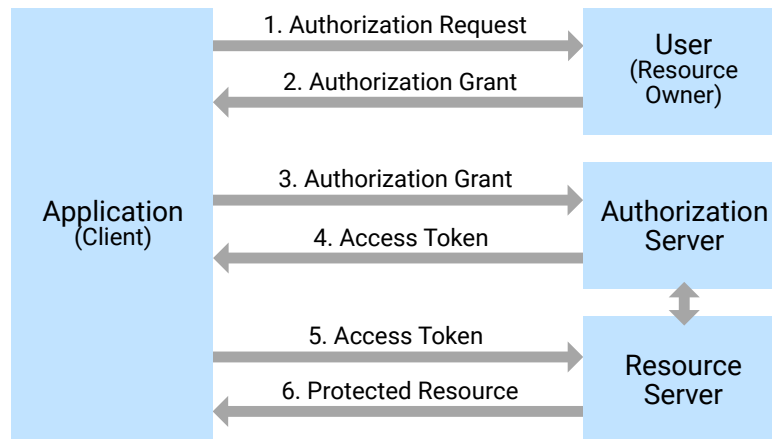 1. Authorization Request
User
(Resource
Owner)
2. Authorization Grant
3. Authorization Grant
Application
(Client)
Authorization
Server
4. Access Token
5. Access Token
Resource
Server
6. Protected Resource